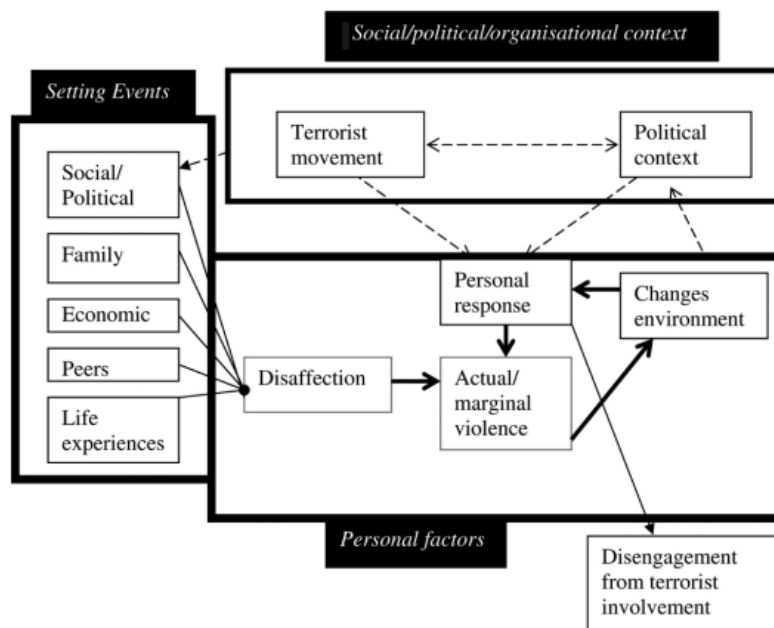 Social/political/organisational context
Setting Events
Terrorist
movement
Political
context
Social/
Political
Family
Economic
Peers
Life
experiences
Disaffection
Personal
response
Actual/
marginal
violence
Changes
environment
Personal factors
Disengagement
from terrorist
involvement